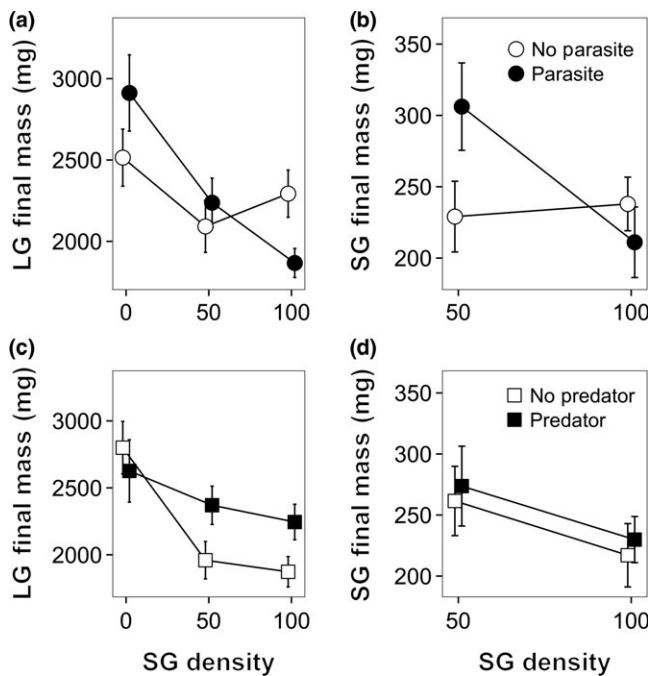 (a)
LG final mass (mg)
3000
2500
2000
0 50 100
(b)
SG final mass (mg)
350
300
250
200
50 100
No parasite
Parasite
(c)
LG final mass (mg)
3000
2500
2000
0 50 100
SG density
(d)
SG final mass (mg)
350
300
250
200
50 100
No predator
Predator
SG density